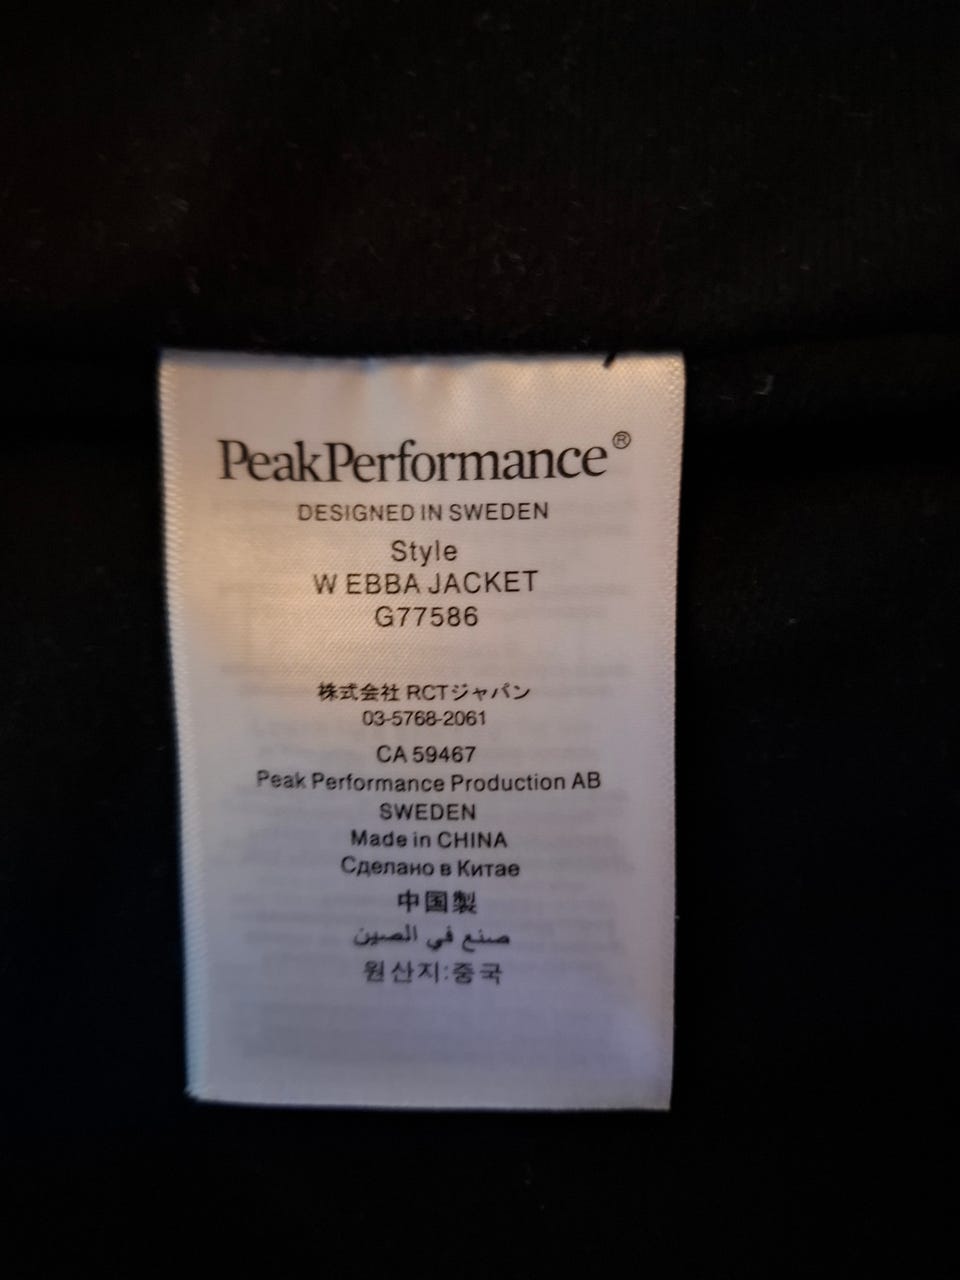 PeakPerformance®
DESIGNED IN SWEDEN
Style
W EBBA JACKET
G77586
株式会社 RCTジャパン
03-5768-2061
CA 59467
Peak Performance Production AB
SWEDEN
Made in CHINA
Сделано в Китае
中国製
صنع في الصين
원산지:중국